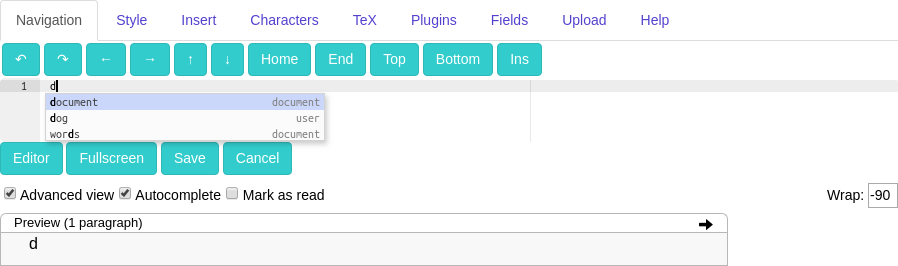 Navigation Style Insert Characters TeX Plugins Fields Upload Help
↶ ↷ ← → ↑ ↓ Home End Top Bottom Ins
1 d
document document
dog user
words document
Editor Fullscreen Save Cancel
Advanced view Autocomplete Mark as read Wrap: -90
Preview (1 paragraph)
d